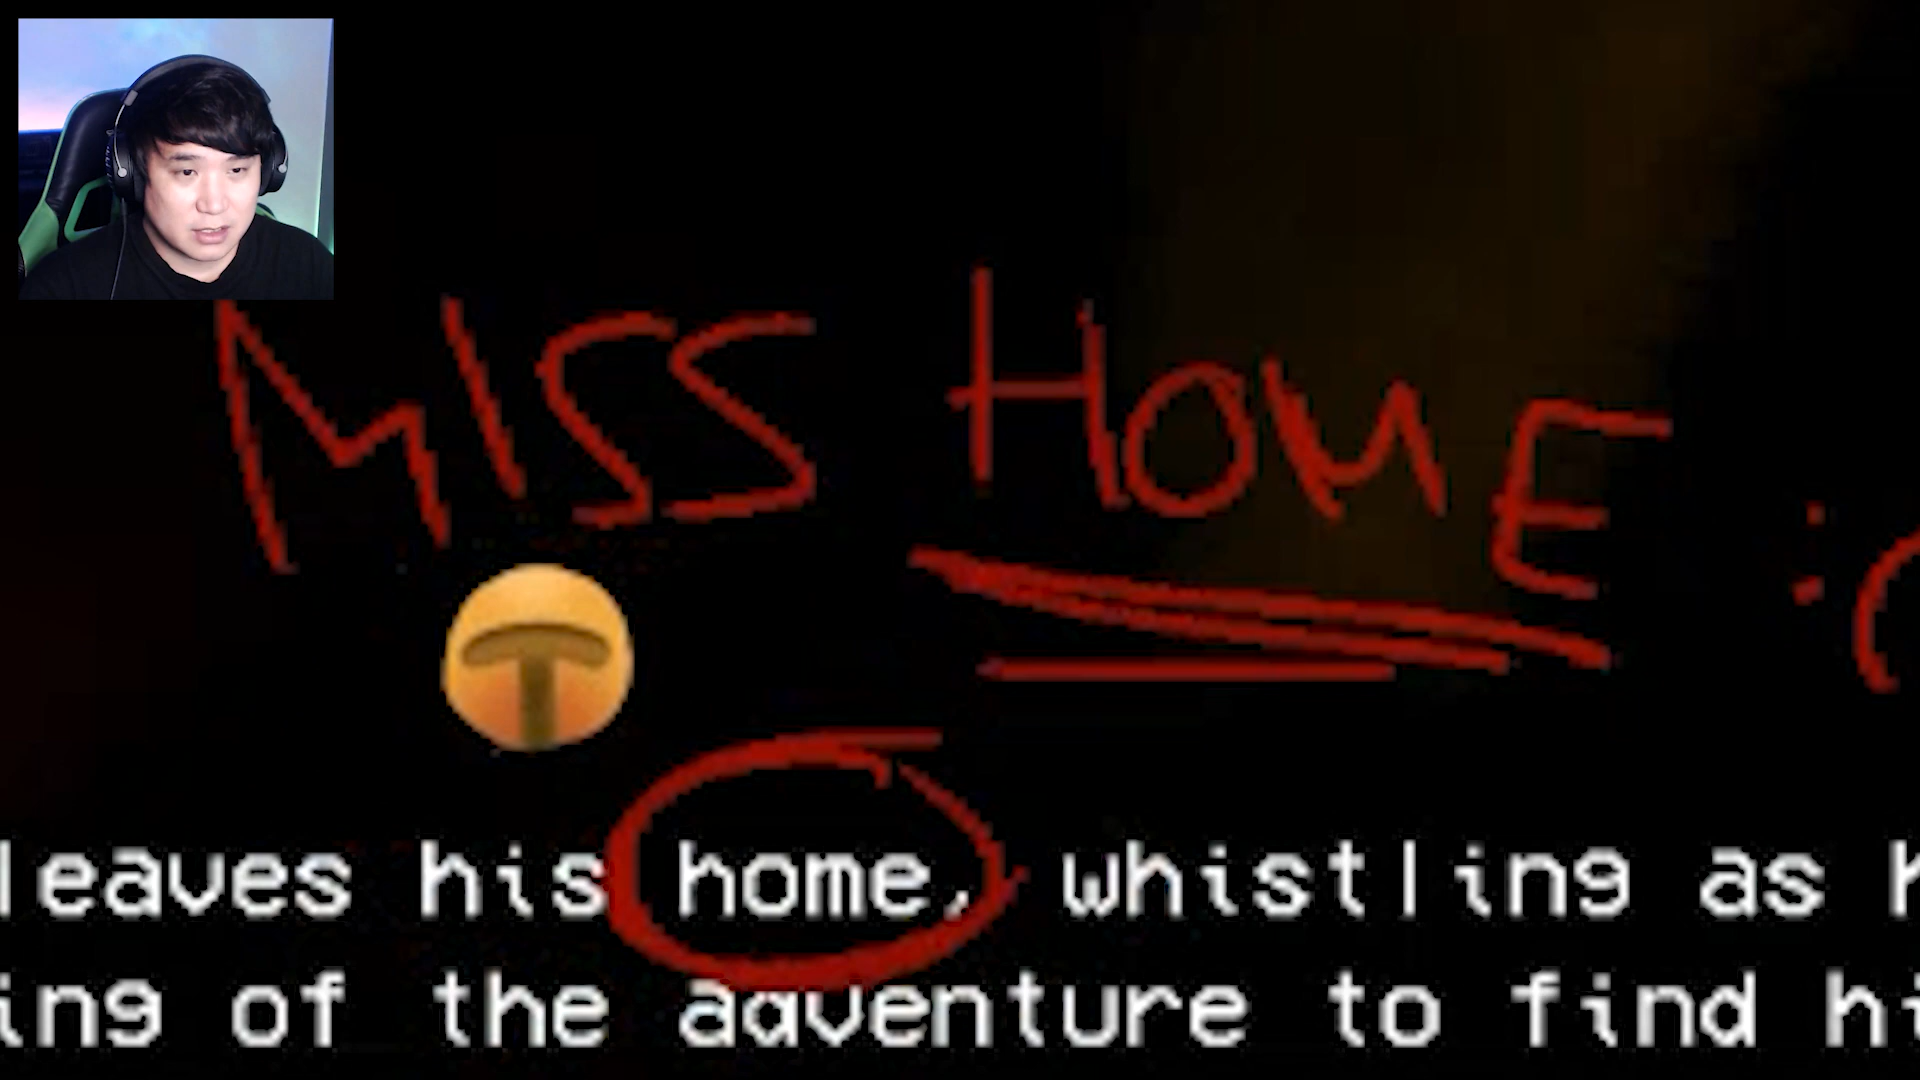 MISS HOME :(
leaves his home, whistling as h
ing of the adventure to find hi